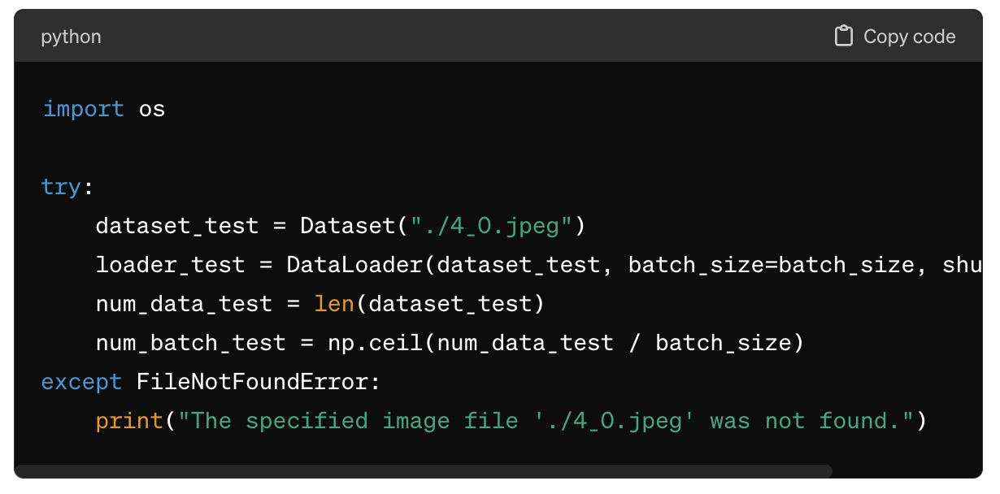 python
Copy code
import os
try:
    dataset_test = Dataset("./4_0.jpeg")
    loader_test = DataLoader(dataset_test, batch_size=batch_size, shu
    num_data_test = len(dataset_test)
    num_batch_test = np.ceil(num_data_test / batch_size)
except FileNotFoundError:
    print("The specified image file './4_0.jpeg' was not found.")